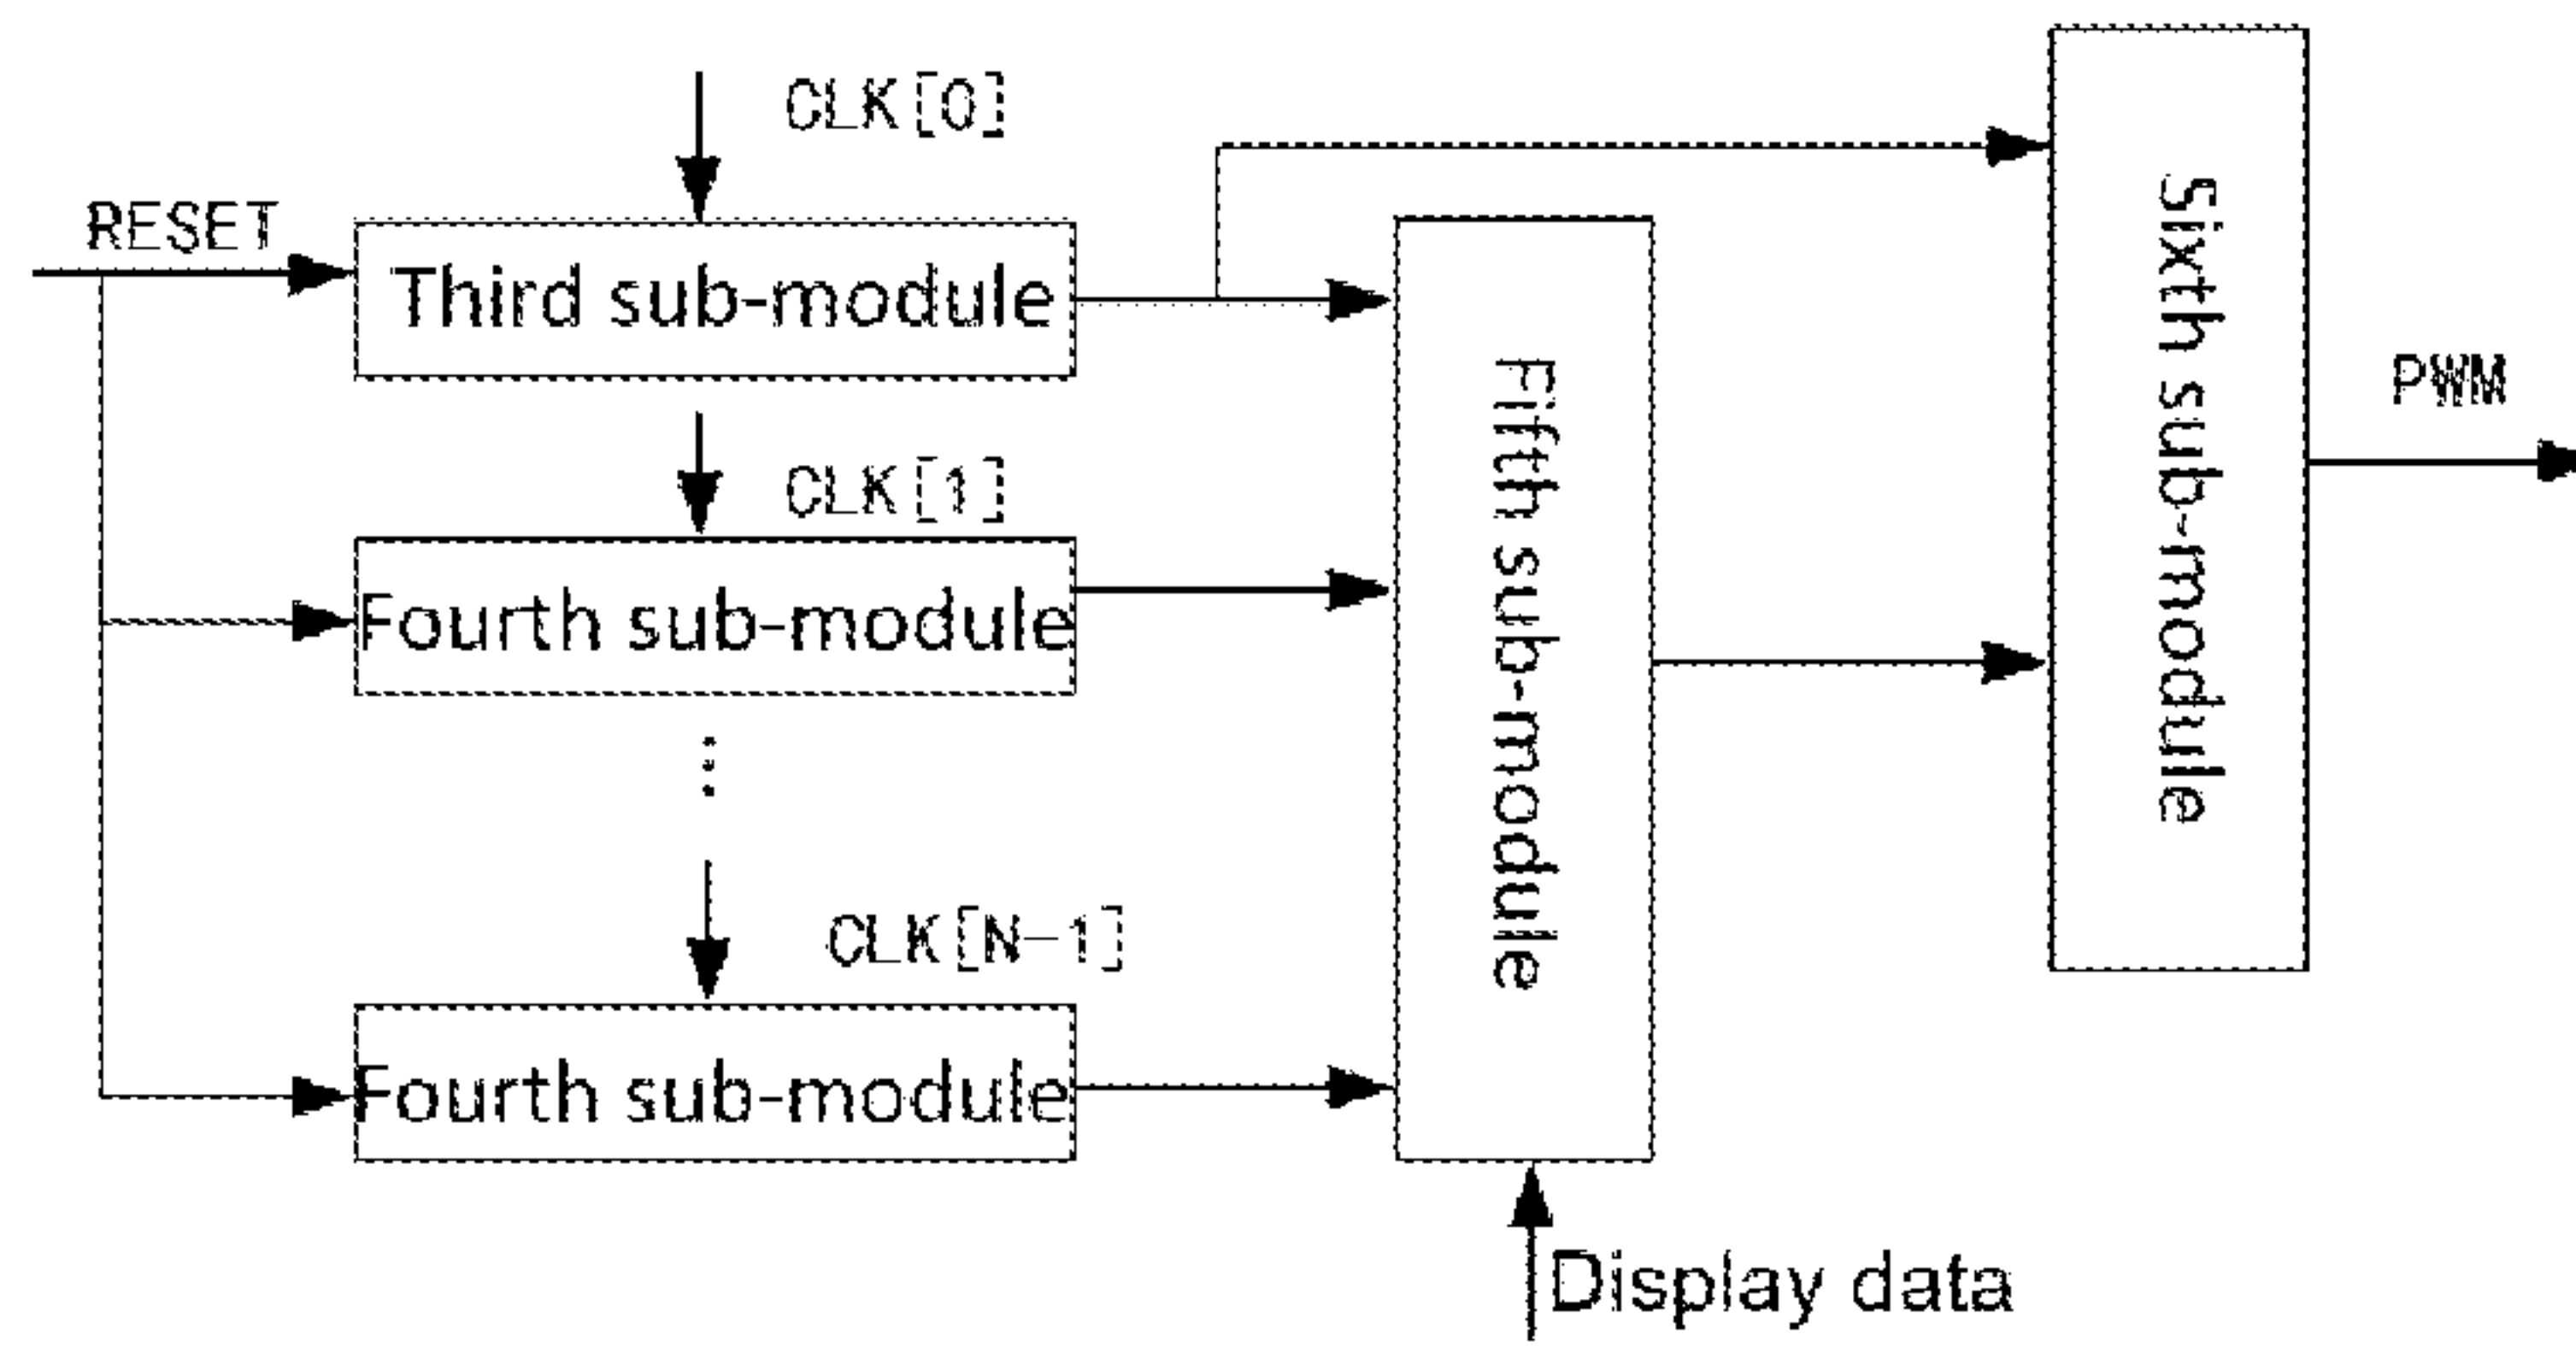 CLK[0]
RESET
Third sub-module
CLK[1]
Fourth sub-module
CLK[N-1]
Fourth sub-module
Fifth sub-module
Display data
Sixth sub-module
PWM